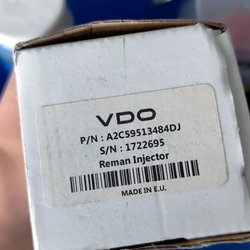 VDO
P/N : A2C59513484DJ
S/N : 1722695
Reman Injector
MADE IN E.U.